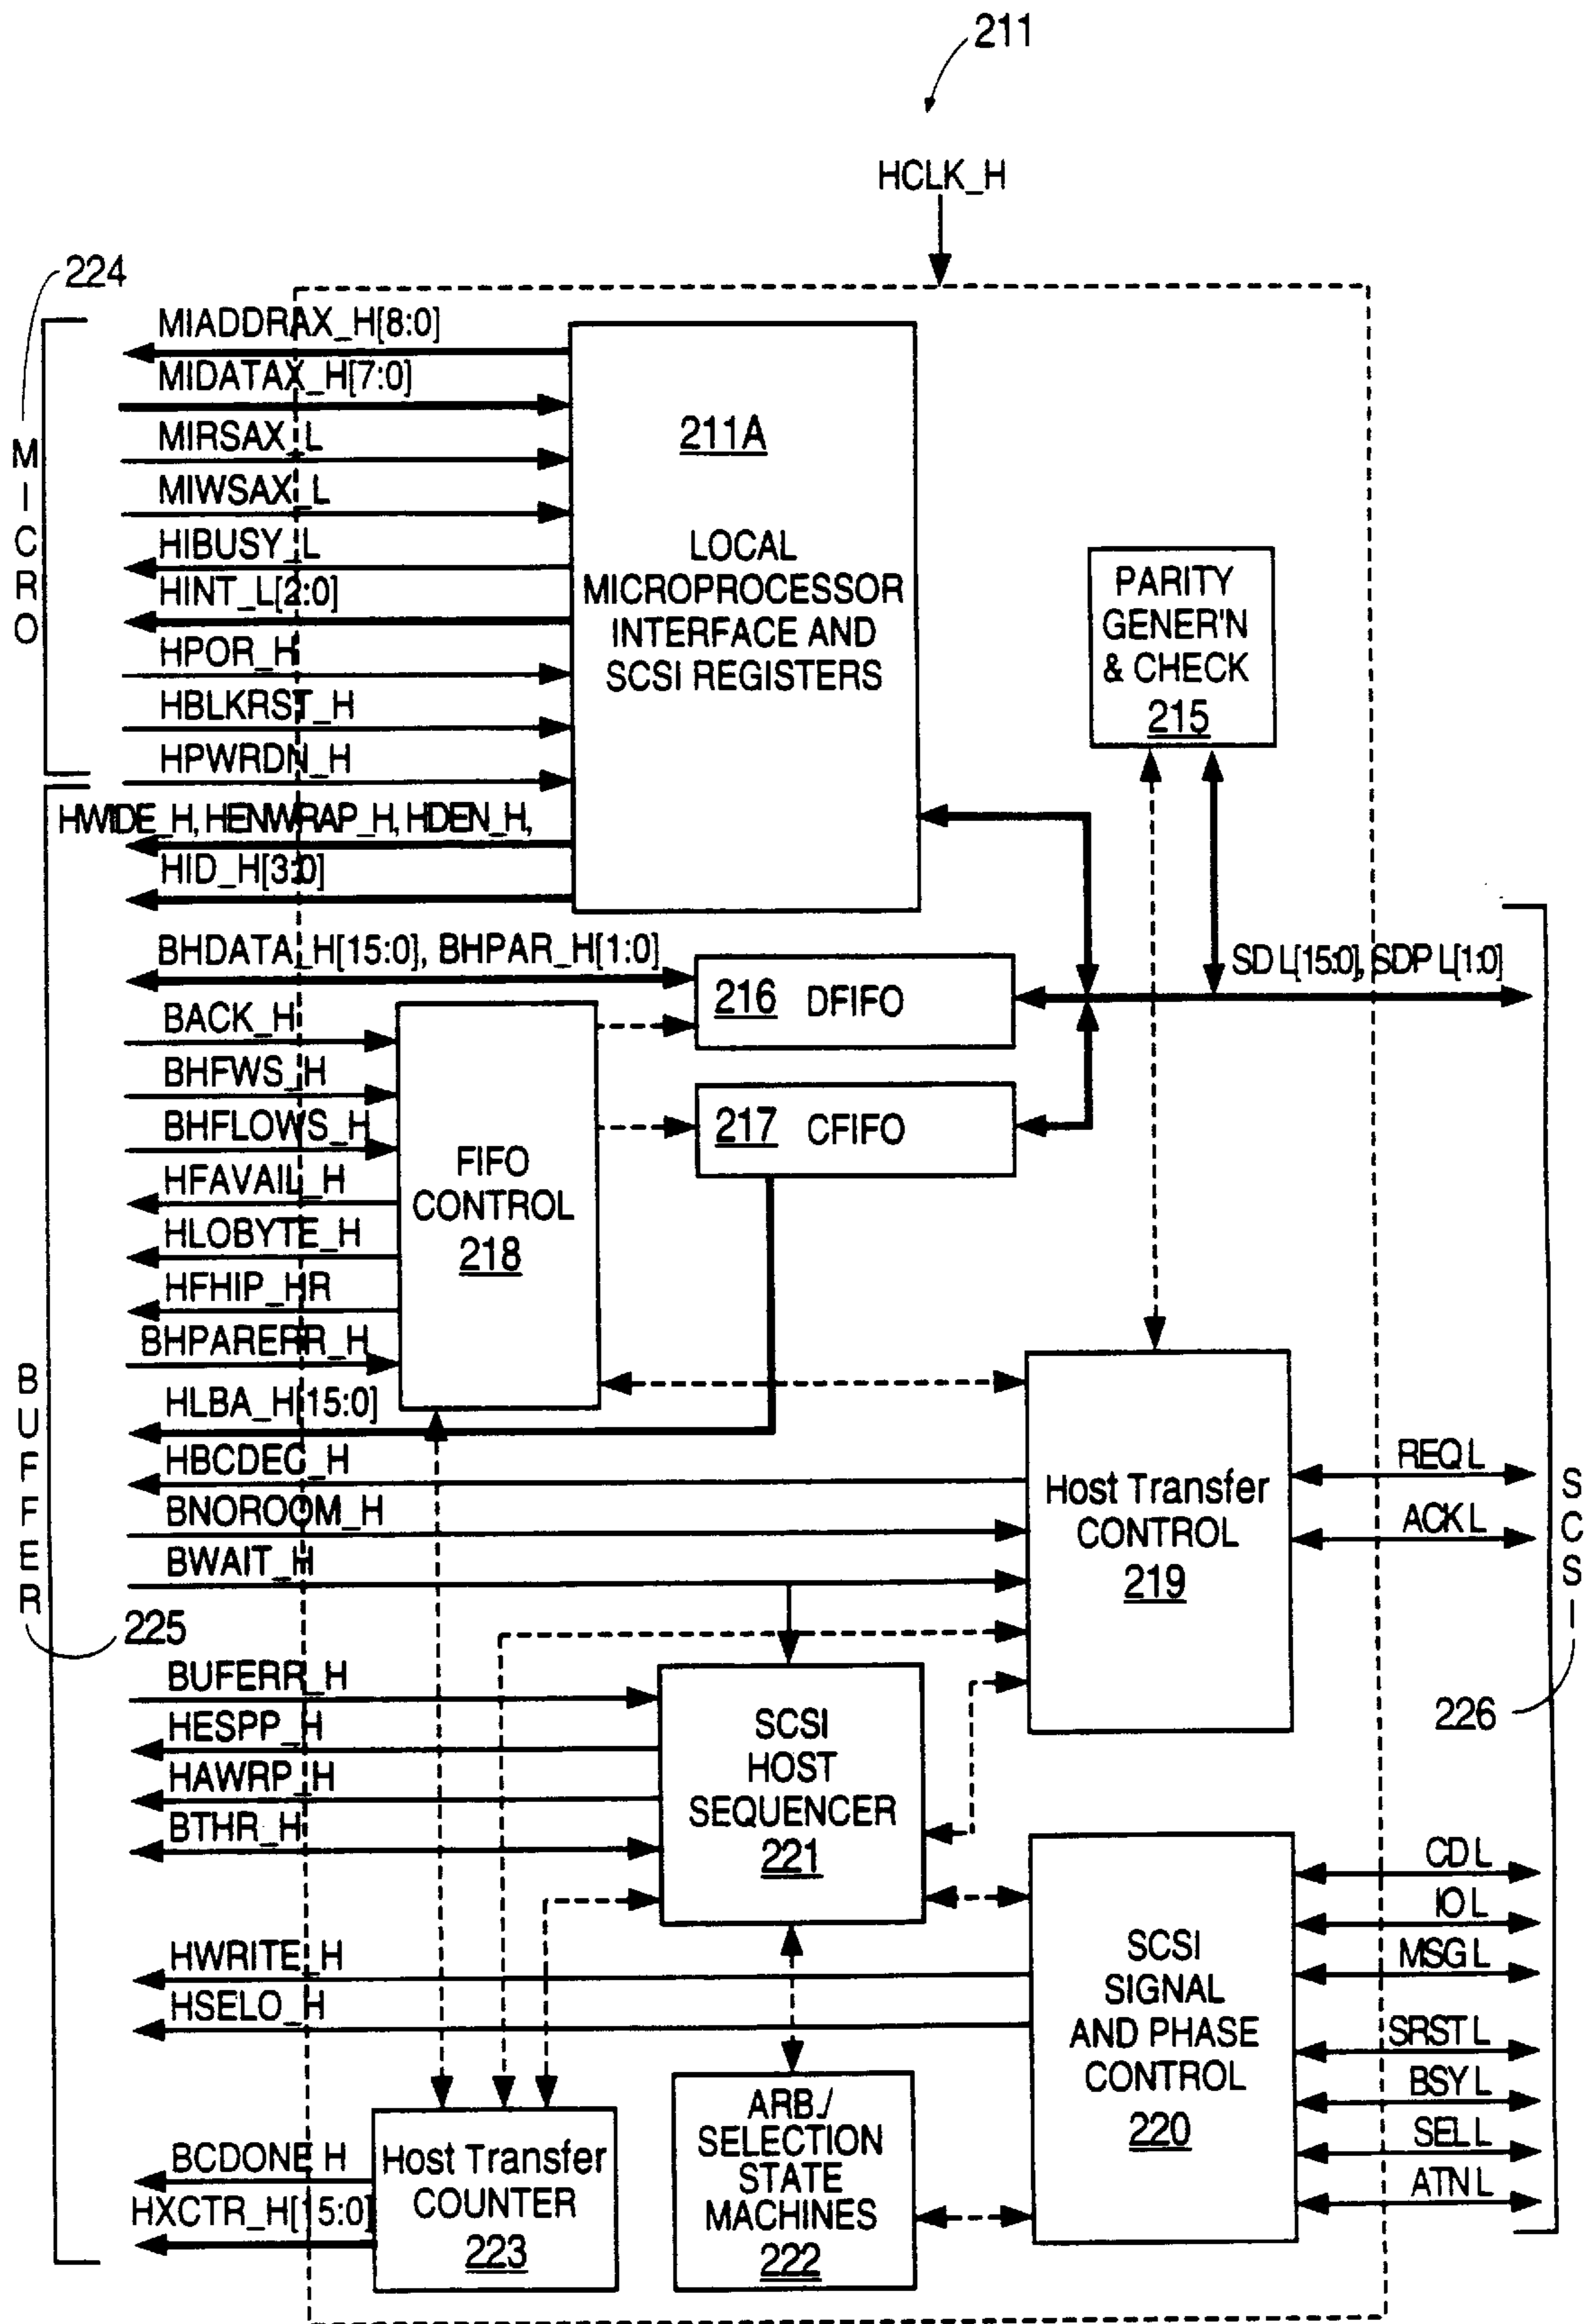 211
HCLK_H
224
MICRO
MIADDRAX_H[8:0]
MIDATAX_H[7:0]
MIRSAX_L
MIWSAX_L
HIBUSY_L
HINT_L[2:0]
HPOR_H
HBLKRST_H
HPWRDN_H
HWIDE_H, HENWRAP_H, HDEN_H,
HID_H[3:0]
211A
LOCAL
MICROPROCESSOR
INTERFACE AND
SCSI REGISTERS
PARITY
GENER'N
& CHECK
215
BHDATA_H[15:0], BHPAR_H[1:0]
216 DFIFO
SD L[15:0], SDP L[1:0]
BACK_H
BHFWS_H
BHFLOWS_H
HFAVAIL_H
HLOBYTE_H
HFHIP_HR
BHPARERR_H
217 CFIFO
FIFO
CONTROL
218
BUFFER
225
HLBA_H[15:0]
HBCDEC_H
BNOROOM_H
BWAIT_H
Host Transfer
CONTROL
219
REQ L
ACK L
SCSI
226
BUFERR_H
HESPP_H
HAWRP_H
BTHR_H
SCSI
HOST
SEQUENCER
221
HWRITE_H
HSELO_H
SCSI
SIGNAL
AND PHASE
CONTROL
220
CD L
IO L
MSG L
SRST L
BSY L
SEL L
ATN L
BCDONE_H
HXCTR_H[15:0]
Host Transfer
COUNTER
223
ARB./
SELECTION
STATE
MACHINES
222